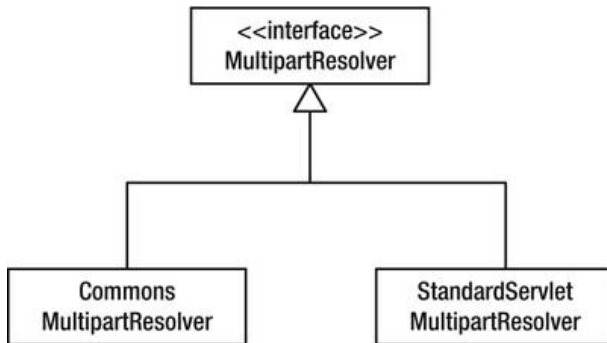 <<interface>>
MultipartResolver
Commons
MultipartResolver
StandardServlet
MultipartResolver